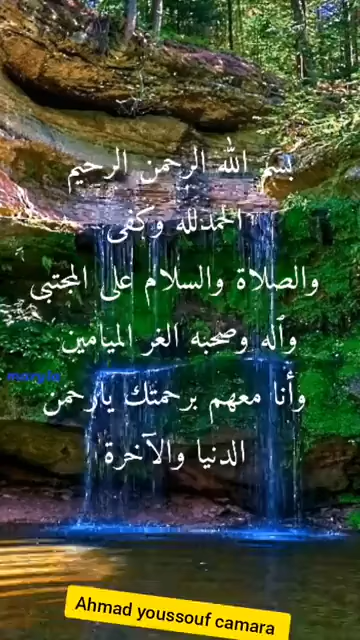 بسم الله الرحمن الرحيم
الحمدلله وكفى
والصلاة والسلام على المجتبى
وآله وصحبه الغر الميامين
وأنا معهم برحمتك يارحمن
الدنيا والآخرة
Ahmad youssouf camara